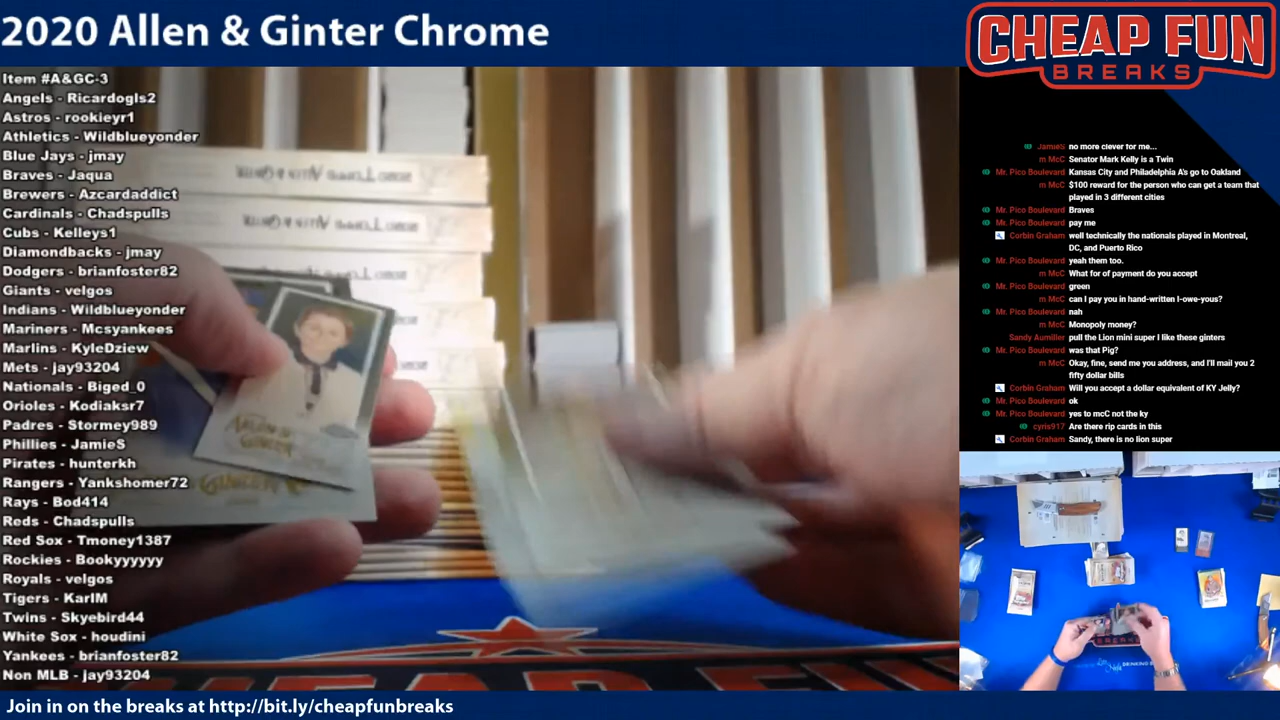 2020 Allen & Ginter Chrome
CHEAP FUN
BREAKS
Item #A&GC-3
Angels - Ricardogls2
Astros - rookieyr1
Athletics - Wildblueyonder
Blue Jays - jmay
Braves - Jaqua
Brewers - Azcardaddict
Cardinals - Chadspulls
Cubs - Kelleys1
Diamondbacks - jmay
Dodgers - brianfoster82
Giants - velgos
Indians - Wildblueyonder
Mariners - Mcsyankees
Marlins - KyleDziew
Mets - jay93204
Nationals - Biged_0
Orioles - Kodiaksr7
Padres - Stormey989
Phillies - JamieS
Pirates - hunterkh
Rangers - Yankshomer72
Rays - Bod414
Reds - Chadspulls
Red Sox - Tmoney1387
Rockies - Bookyyyyyy
Royals - velgos
Tigers - KarlM
Twins - Skyebird44
White Sox - houdini
Yankees - brianfoster82
Non MLB - jay93204
JamieS no more clever for me...
m McC Senator Mark Kelly is a Twin
Mr. Pico Boulevard Kansas City and Philadelphia A's go to Oakland
m McC $100 reward for the person who can get a team that
played in 3 different cities
Mr. Pico Boulevard Braves
Mr. Pico Boulevard pay me
Corbin Graham well technically the nationals played in Montreal,
DC, and Puerto Rico
Mr. Pico Boulevard yeah them too.
m McC What for of payment do you accept
Mr. Pico Boulevard green
m McC can I pay you in hand-written I-owe-yous?
Mr. Pico Boulevard nah
m McC Monopoly money?
Sandy Aumiller pull the Lion mini super I like these ginters
Mr. Pico Boulevard was that Pig?
m McC Okay, fine, send me you address, and I'll mail you 2
fifty dollar bills
Corbin Graham Will you accept a dollar equivalent of KY Jelly?
Mr. Pico Boulevard ok
Mr. Pico Boulevard yes to mcC not the ky
cyris917 Are there rip cards in this
Corbin Graham Sandy, there is no lion super
ALLEN &
GINTER
GINTER
CHEAP FUN
BREAKS
Join in on the breaks at http://bit.ly/cheapfunbreaks